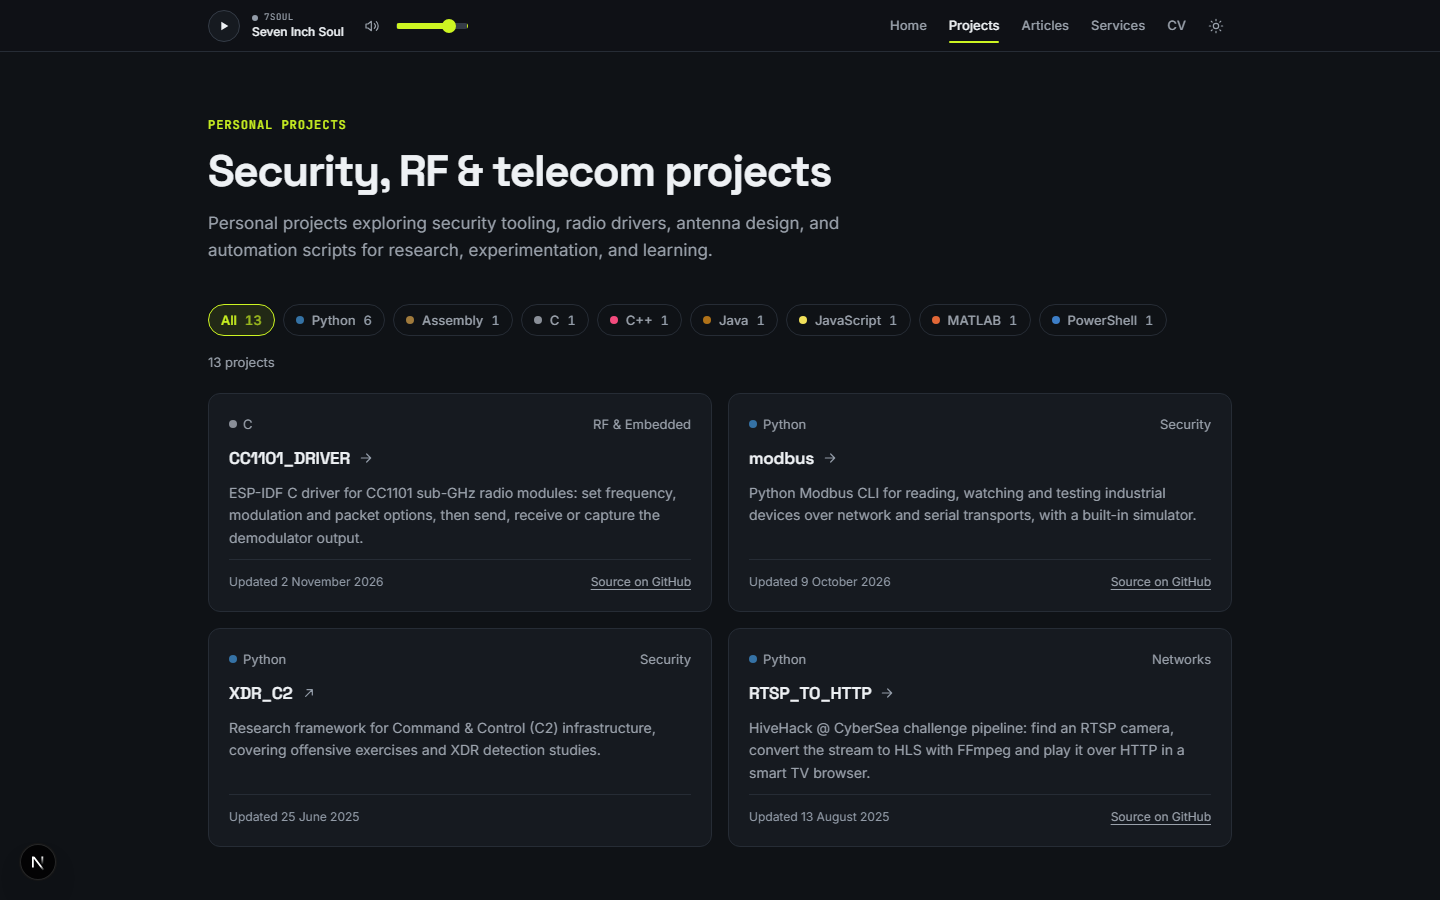 7SOUL
Seven Inch Soul
Home Projects Articles Services CV
PERSONAL PROJECTS
Security, RF & telecom projects
Personal projects exploring security tooling, radio drivers, antenna design, and
automation scripts for research, experimentation, and learning.
All 13 Python 6 Assembly 1 C 1 C++ 1 Java 1 JavaScript 1 MATLAB 1 PowerShell 1
13 projects
C RF & Embedded
CC1101_DRIVER →
ESP-IDF C driver for CC1101 sub-GHz radio modules: set frequency,
modulation and packet options, then send, receive or capture the
demodulator output.
Updated 2 November 2026 Source on GitHub
Python Security
modbus →
Python Modbus CLI for reading, watching and testing industrial
devices over network and serial transports, with a built-in simulator.
Updated 9 October 2026 Source on GitHub
Python Security
XDR_C2 ↗
Research framework for Command & Control (C2) infrastructure,
covering offensive exercises and XDR detection studies.
Updated 25 June 2025
Python Networks
RTSP_TO_HTTP →
HiveHack @ CyberSea challenge pipeline: find an RTSP camera,
convert the stream to HLS with FFmpeg and play it over HTTP in a
smart TV browser.
Updated 13 August 2025 Source on GitHub
N